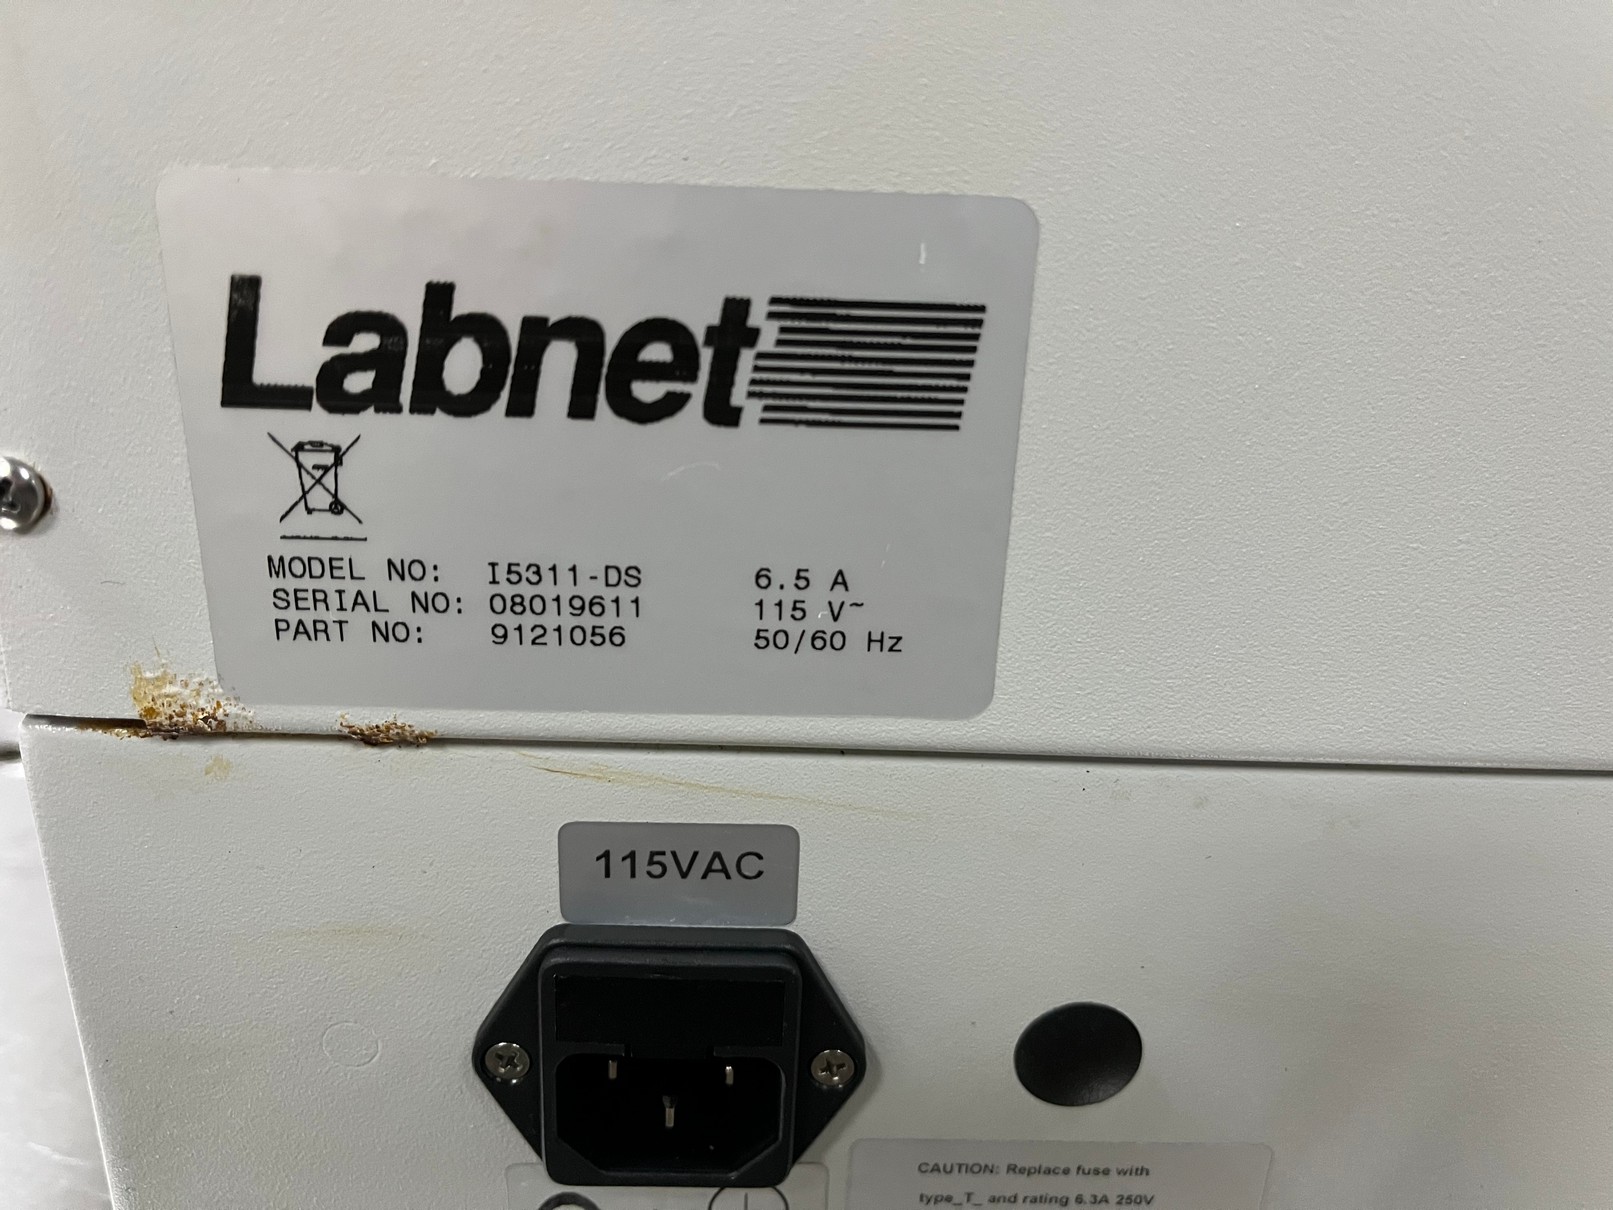 Labnet
MODEL NO: I5311-DS 6.5 A
SERIAL NO: 08019611 115 V~
PART NO: 9121056 50/60 Hz
115VAC
CAUTION: Replace fuse with
type_T_ and rating 6.3A 250V